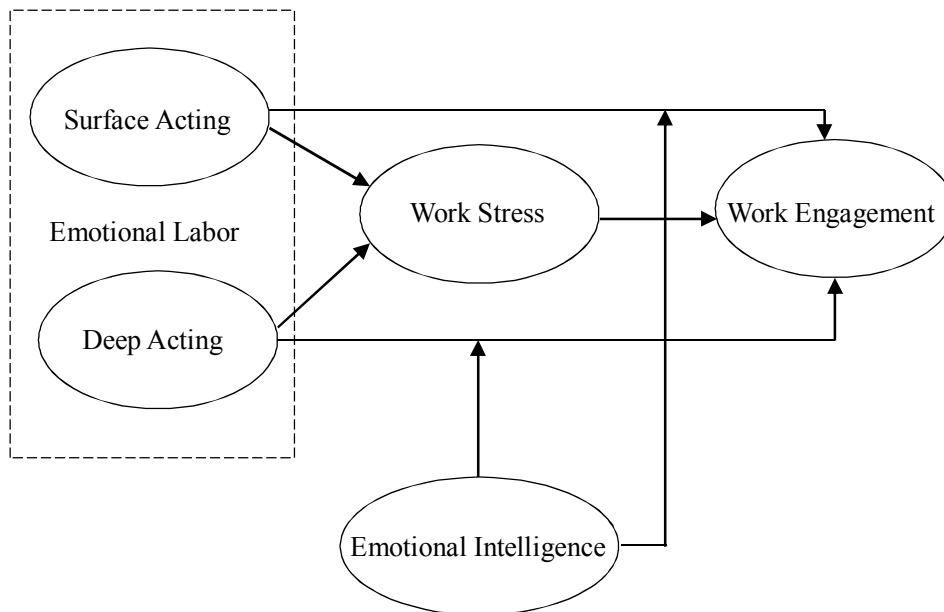 Surface Acting
Work Stress
Work Engagement
Emotional Labor
Deep Acting
Emotional Intelligence